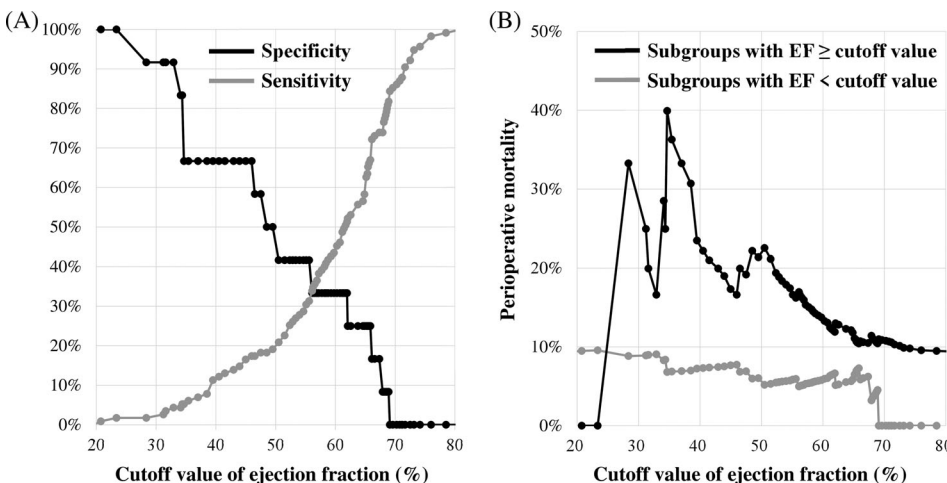 (A)
100%
90%
80%
70%
60%
50%
40%
30%
20%
10%
0%
Specificity
Sensitivity
20 30 40 50 60 70 80
Cutoff value of ejection fraction (%)
(B)
50%
40%
30%
20%
10%
0%
Perioperative mortality
Subgroups with EF ≥ cutoff value
Subgroups with EF < cutoff value
20 30 40 50 60 70 80
Cutoff value of ejection fraction (%)